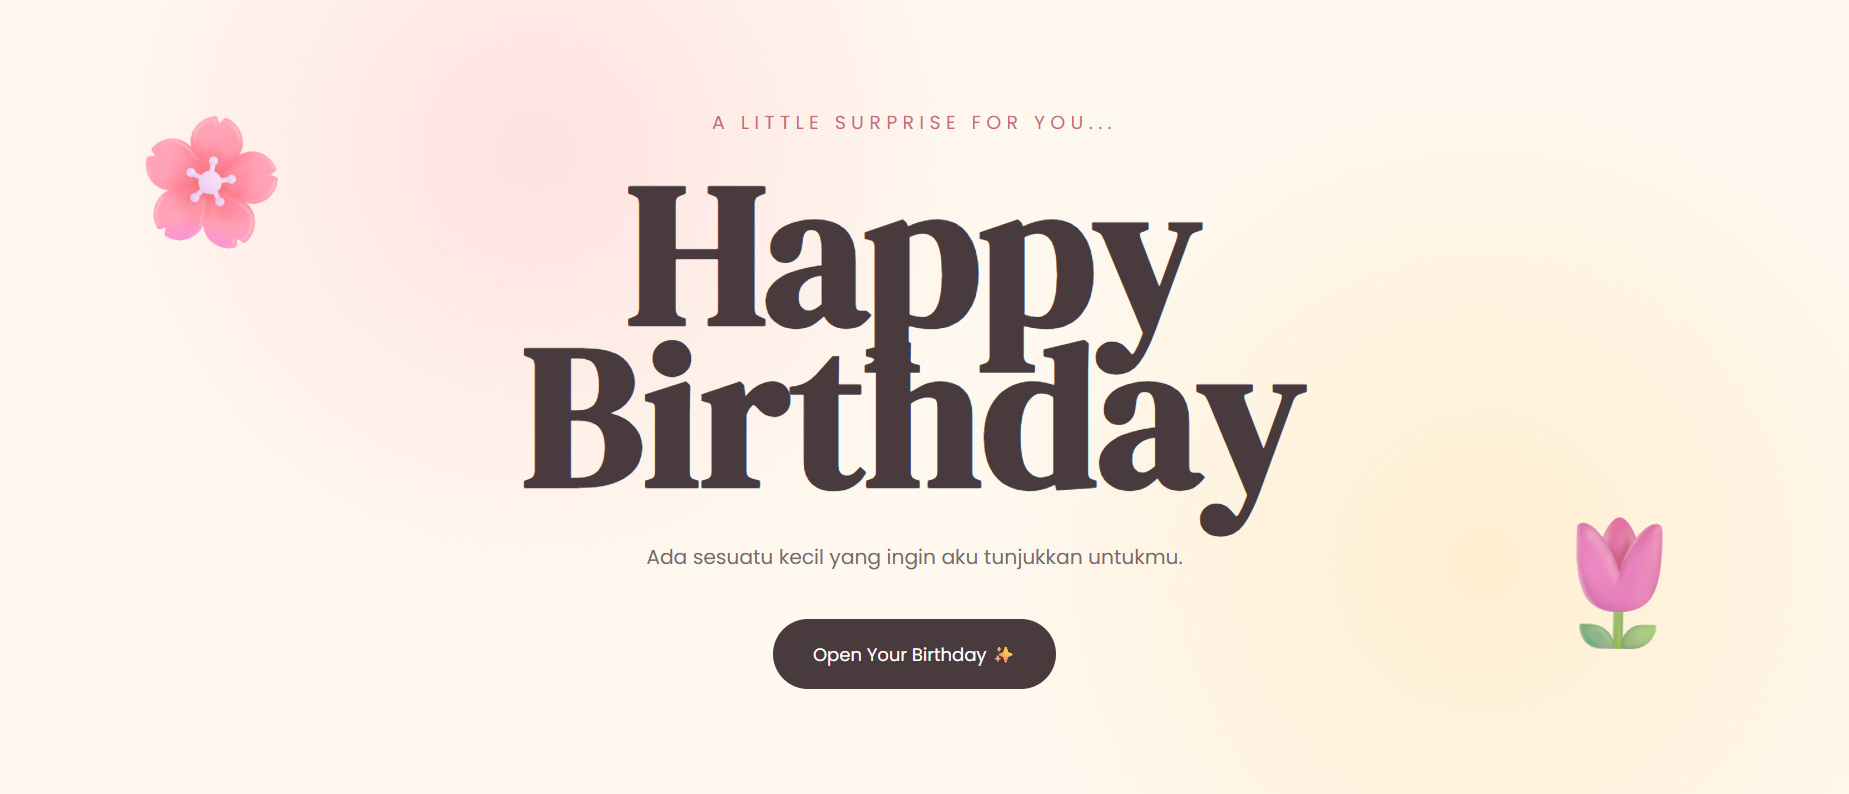 A LITTLE SURPRISE FOR YOU...
Happy
Birthday
Ada sesuatu kecil yang ingin aku tunjukkan untukmu.
Open Your Birthday ✨